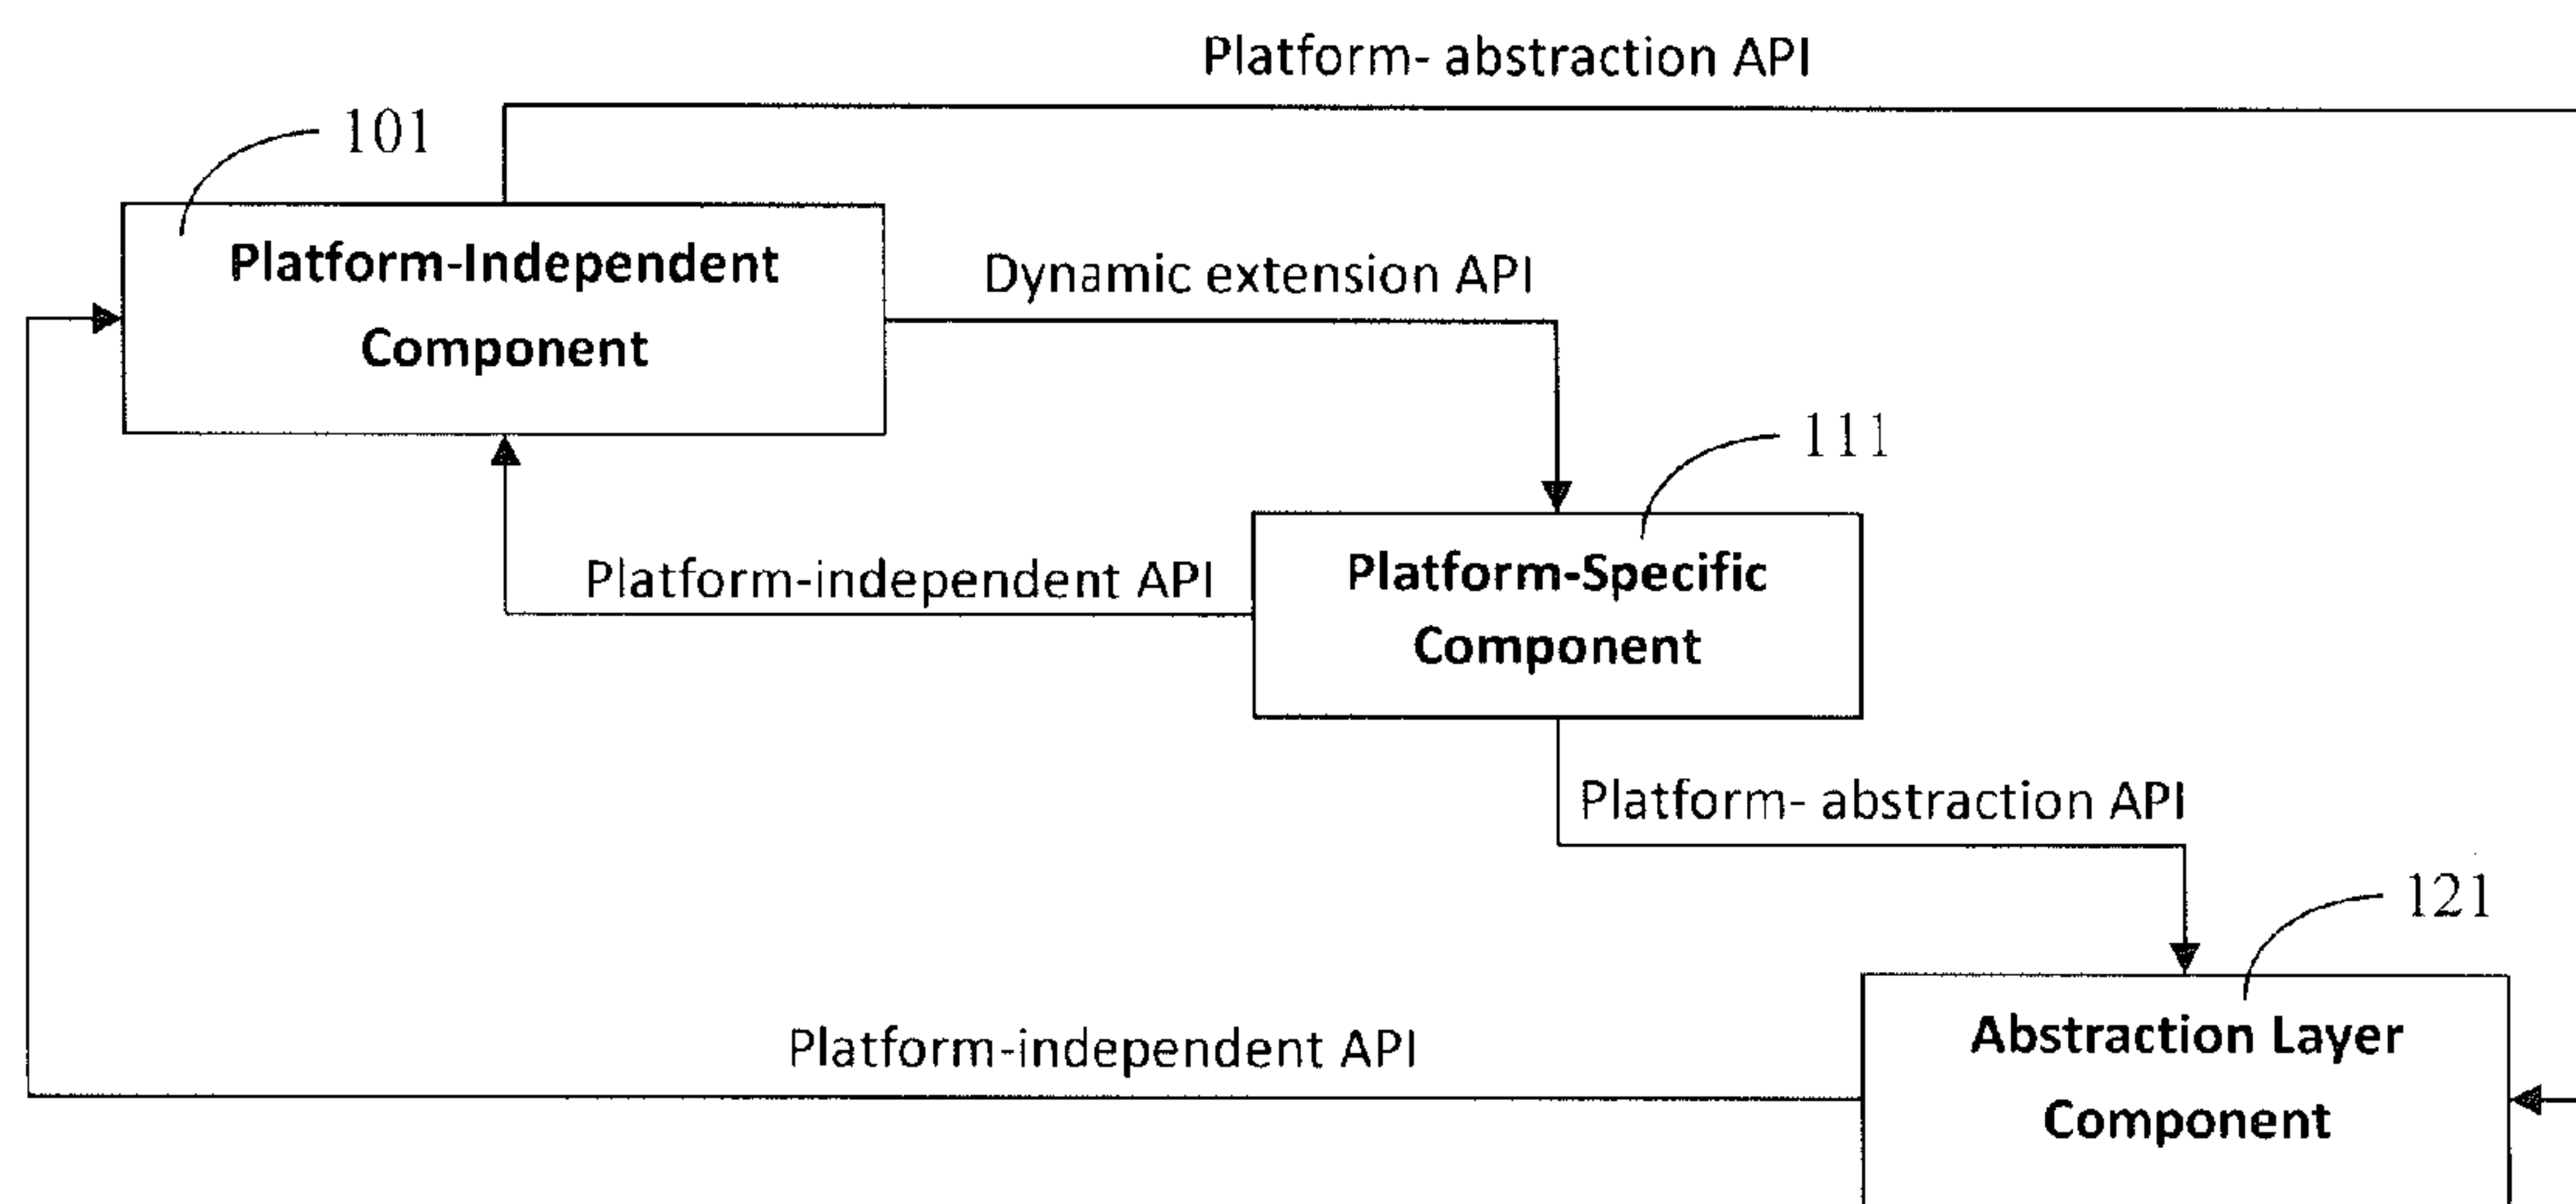 Platform- abstraction API
101
Platform-Independent
Component
Dynamic extension API
111
Platform-independent API
Platform-Specific
Component
Platform- abstraction API
121
Platform-independent API
Abstraction Layer
Component